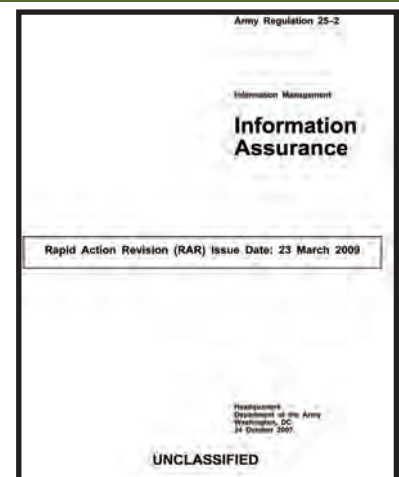 Army Regulation 25–2
Information Management
Information
Assurance
Rapid Action Revision (RAR) Issue Date: 23 March 2009
Headquarters
Department of the Army
Washington, DC
24 October 2007
UNCLASSIFIED